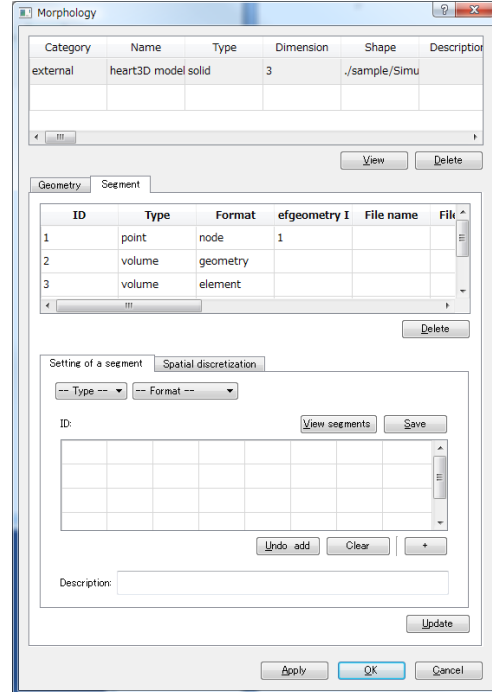 Morphology
Category Name Type Dimension Shape Description
external heart3D model solid 3 ./sample/Simu
View Delete
Geometry Segment
ID Type Format efgeometry I File name File
1 point node 1
2 volume geometry
3 volume element
Delete
Setting of a segment Spatial discretization
-- Type -- -- Format --
ID: View segments Save
Undo add Clear +
Description:
Update
Apply OK Cancel